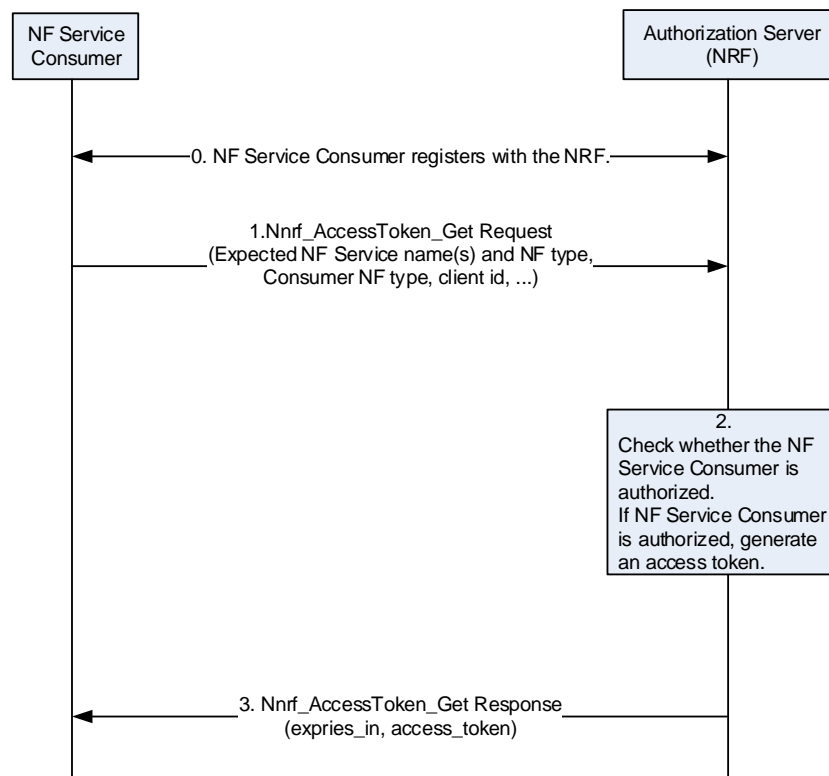 NF Service
Consumer
Authorization Server
(NRF)
0. NF Service Consumer registers with the NRF.
1.Nnrf_AccessToken_Get Request
(Expected NF Service name(s) and NF type,
Consumer NF type, client id, ...)
2.
Check whether the NF
Service Consumer is
authorized.
If NF Service Consumer
is authorized, generate
an access token.
3. Nnrf_AccessToken_Get Response
(expries_in, access_token)